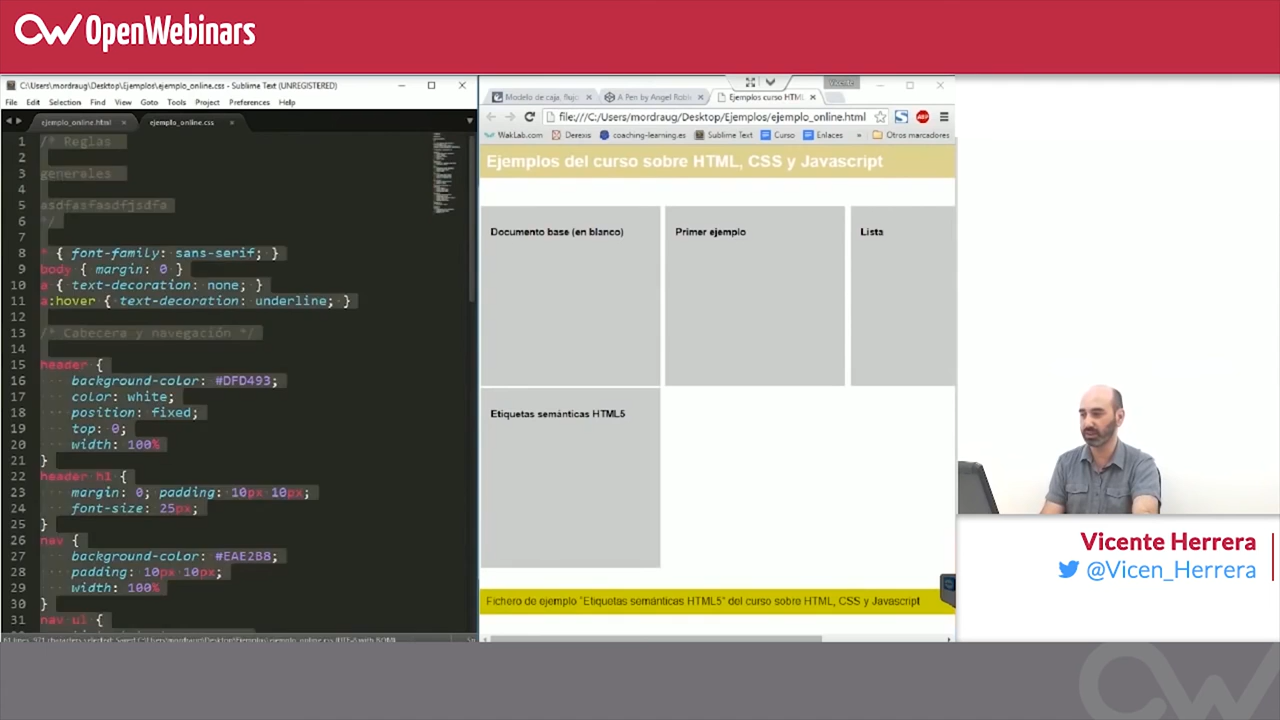 OpenWebinars
C:\Users\mordraug\Desktop\Ejemplos\ejemplo_online.css - Sublime Text (UNREGISTERED)
File Edit Selection Find View Goto Tools Project Preferences Help
ejemplo_online.html
ejemplo_online.css
1 /* Reglas
2
3 generales
4
5 asdfasfasdfjsdfa
6 */
7
8 * { font-family: sans-serif; }
9 body { margin: 0 }
10 a { text-decoration: none; }
11 a:hover { text-decoration: underline; }
12
13 /* Cabecera y navegación */
14
15 header {
16 background-color: #DFD493;
17 color: white;
18 position: fixed;
19 top: 0;
20 width: 100%
21 }
22 header h1 {
23 margin: 0; padding: 10px 10px;
24 font-size: 25px;
25 }
26 nav {
27 background-color: #EAE2B8;
28 padding: 10px 10px;
29 width: 100%
30 }
31 nav ul {
Vicente
Modelo de caja, flujo
A Pen by Angel Robl
Ejemplos curso HTML
file:///C:/Users/mordraug/Desktop/Ejemplos/ejemplo_online.html
WakLab.com Derexis coaching-learning.es Sublime Text Curso Enlaces » Otros marcadores
Ejemplos del curso sobre HTML, CSS y Javascript
Documento base (en blanco)
Primer ejemplo
Lista
Etiquetas semánticas HTML5
Fichero de ejemplo "Etiquetas semánticas HTML5" del curso sobre HTML, CSS y Javascript
Vicente Herrera
@Vicen_Herrera